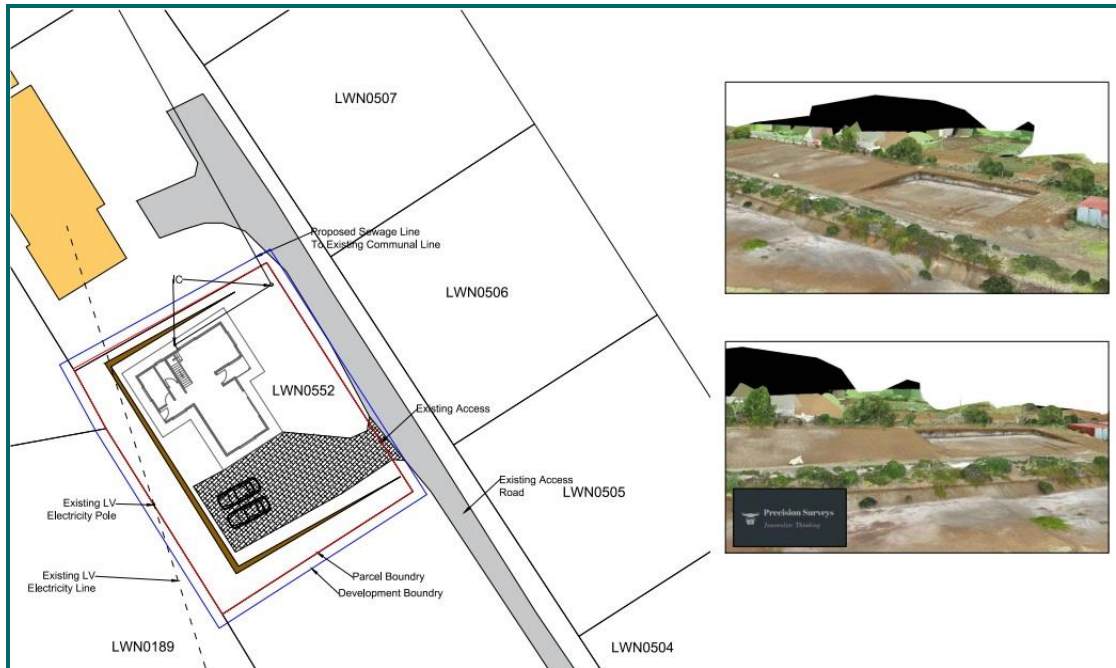 LWN0507
Proposed Sewage Line
To Existing Communal Line
IC
LWN0506
LWN0552
Existing Access
Existing Access
Road
LWN0505
Existing LV
Electricity Pole
Existing LV
Electricity Line
Parcel Boundry
Development Boundry
LWN0189
LWN0504
Precision Surveys
Innovative Thinking